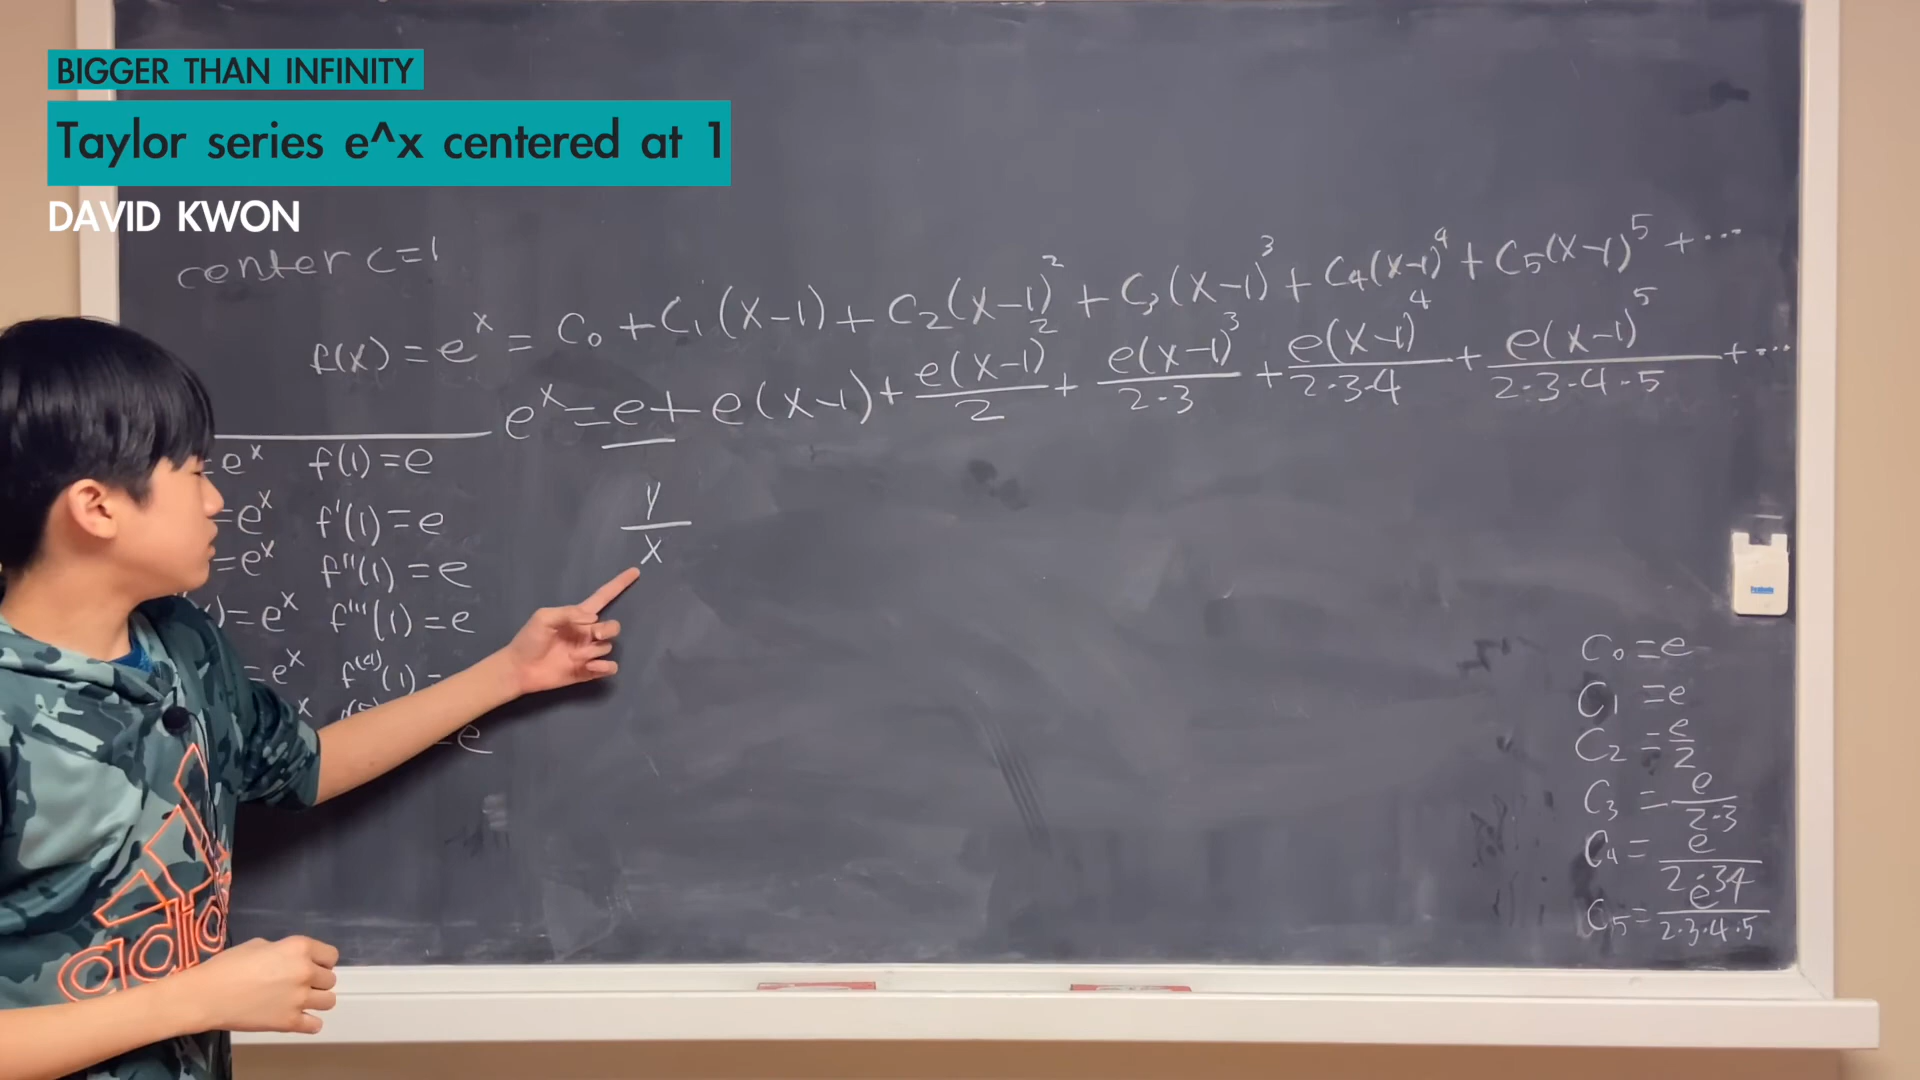 BIGGER THAN INFINITY
Taylor series e^x centered at 1
DAVID KWON
center c=1
f(x) = e^x = C₀ + C₁(x-1) + C₂(x-1)² + C₃(x-1)³ + C₄(x-1)⁴ + C₅(x-1)⁵ + ...
e^x = e + e(x-1) + e(x-1)²/2 + e(x-1)³/2·3 + e(x-1)⁴/2·3·4 + e(x-1)⁵/2·3·4·5 + ...
=e^x f(1) = e
=e^x f'(1) = e
=e^x f''(1) = e
)=e^x f'''(1) = e
=e^x f⁽⁴⁾(1) =
x
=e
y
x
C₀ = e
C₁ = e
C₂ = e/2
C₃ = e/2·3
C₄ = e/2·34
C₅ = e/2·3·4·5
adid